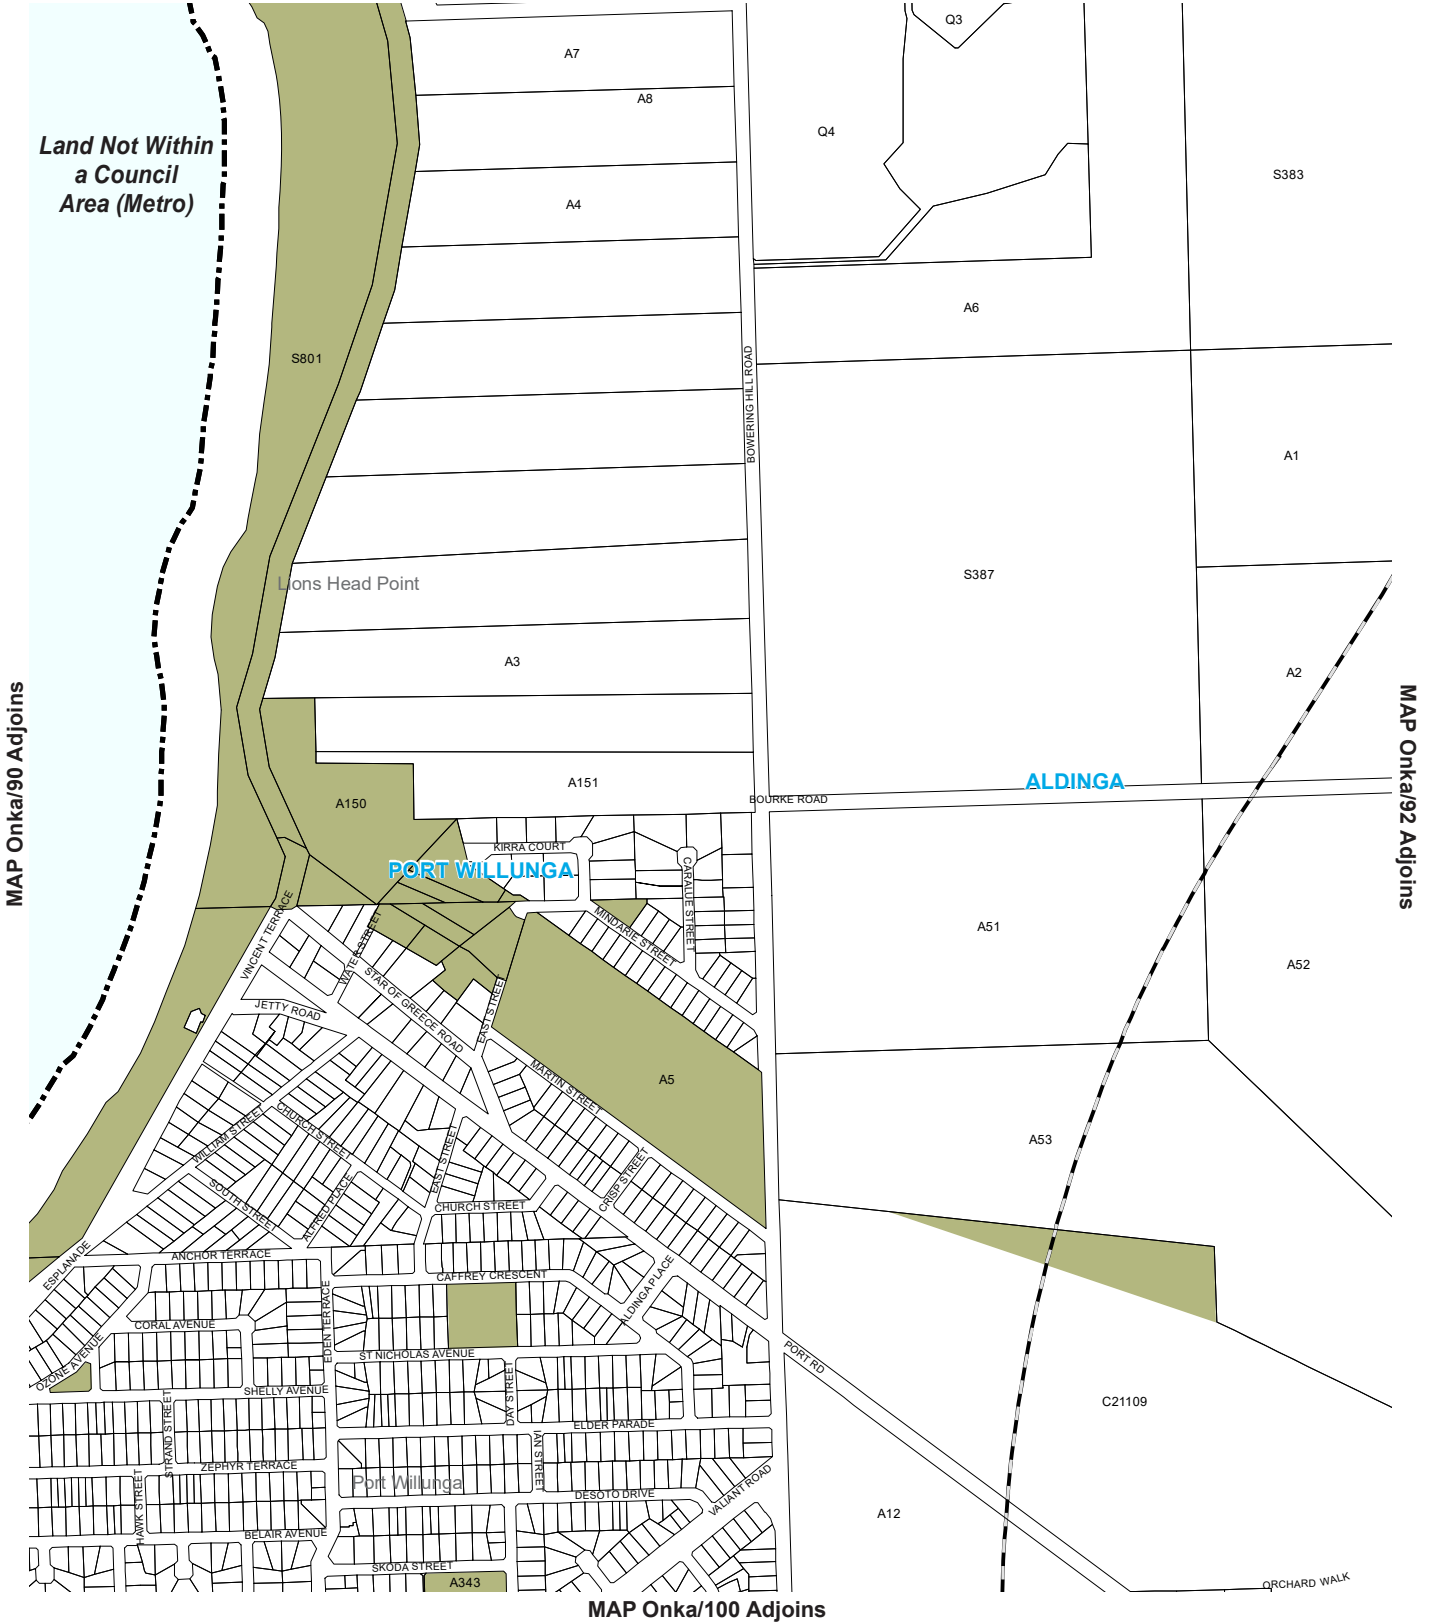 Q3
A7
A8
Q4
Land Not Within
a Council
Area (Metro)
S383
A4
A6
S801
BOWERING HILL ROAD
A1
S387
Lions Head Point
A3
A2
MAP Onka/90 Adjoins
MAP Onka/92 Adjoins
ALDINGA
A151
A150
BOURKE ROAD
KIRRA COURT
PORT WILLUNGA
CARALUE STREET
MINDARIE STREET
VINCENT TERRACE
WATER STREET
A51
A52
STAR OF GREECE ROAD
EAST STREET
JETTY ROAD
MARTIN STREET
A5
WILLIAM STREET
CHURCH STREET
A53
EAST STREET
CRISP STREET
SOUTH STREET
ALFRED PLACE
CHURCH STREET
ESPLANADE
ANCHOR TERRACE
CAFFREY CRESCENT
ALDINGA PLACE
CORAL AVENUE
EDEN TERRACE
OZONE AVENUE
ST NICHOLAS AVENUE
PORT RD
SHELLY AVENUE
STRAND STREET
DAY STREET
C21109
ELDER PARADE
IAN STREET
ZEPHYR TERRACE
Port Willunga
HAWK STREET
DESOTO DRIVE
VALIANT ROAD
A12
BELAIR AVENUE
SKODA STREET
A343
ORCHARD WALK
MAP Onka/100 Adjoins